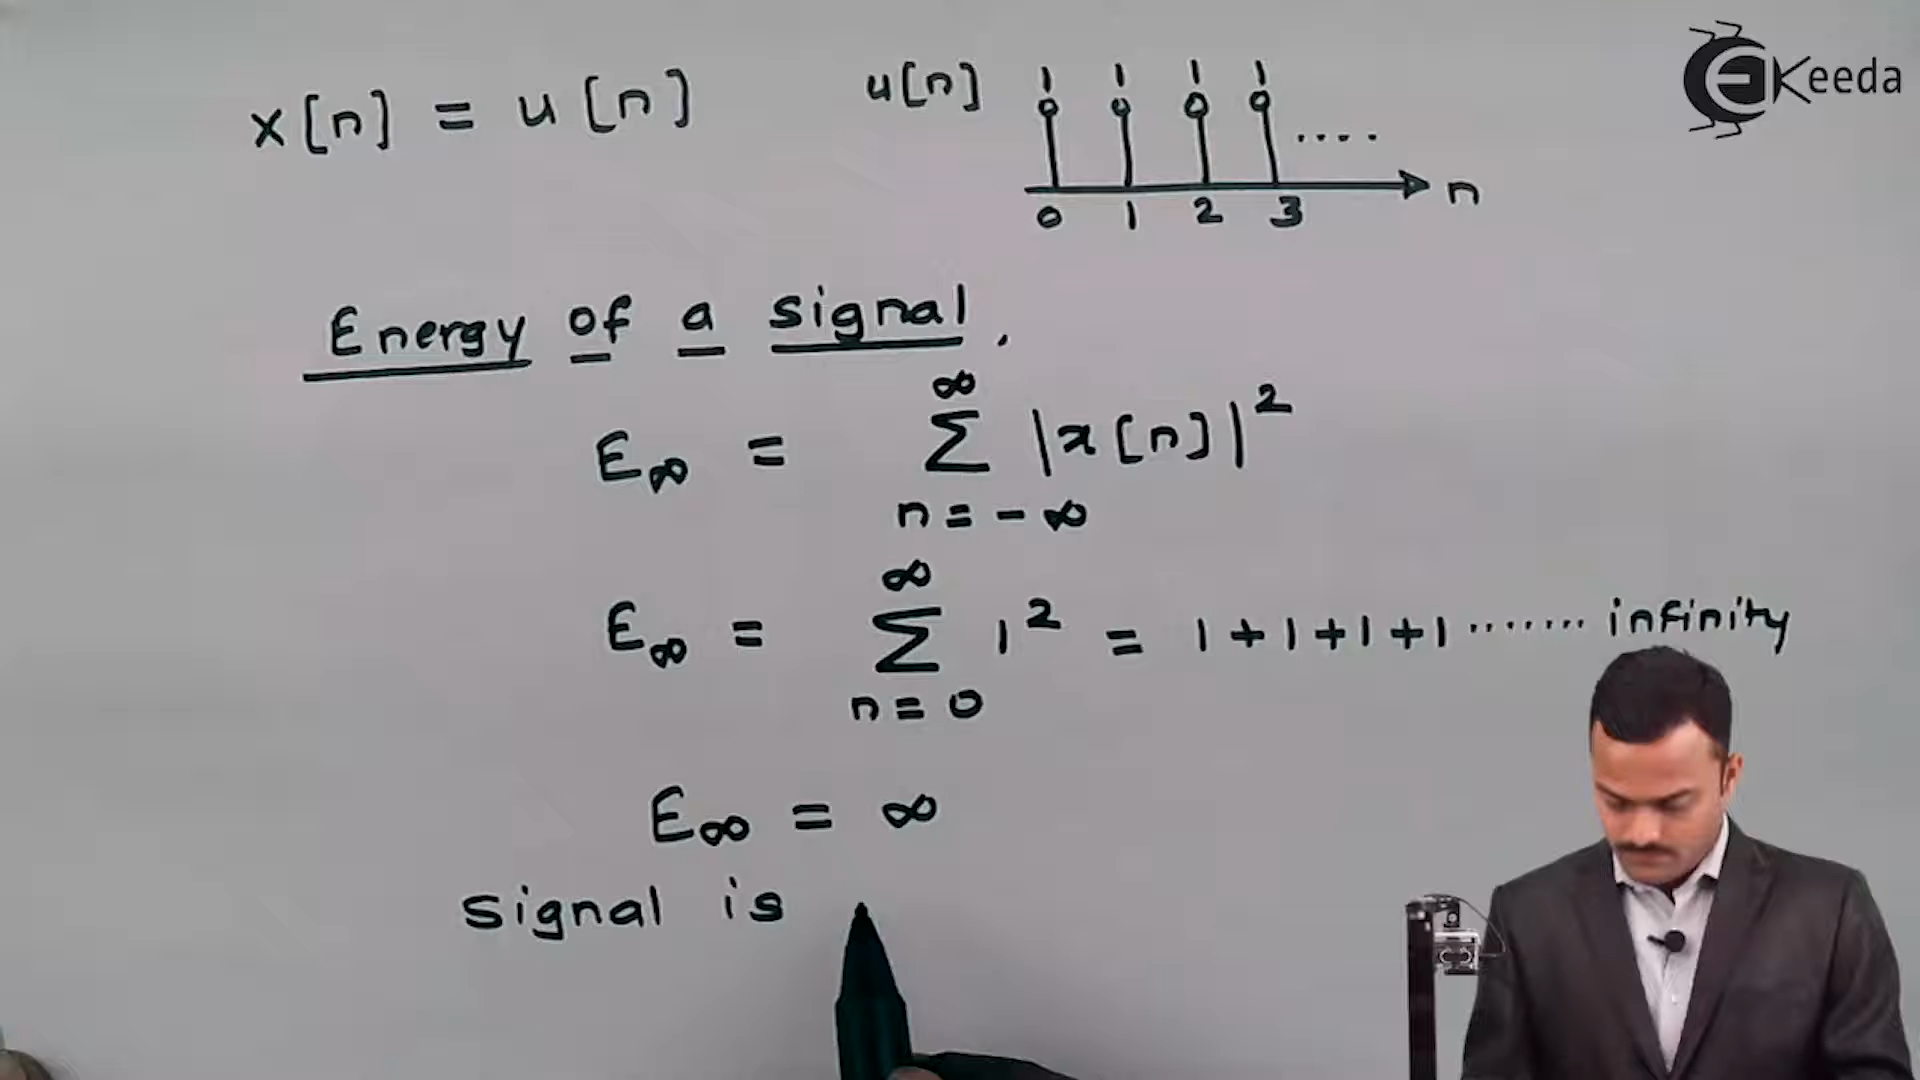 x[n] = u[n]
u[n] 1 1 1 1 ....
0 1 2 3 n
EKeeda
Energy of a signal.
E∞ = ∞ Σ n=-∞ |x[n]|²
E∞ = ∞ Σ n=0 1² = 1+1+1+1 ....... infinity
E∞ = ∞
signal is